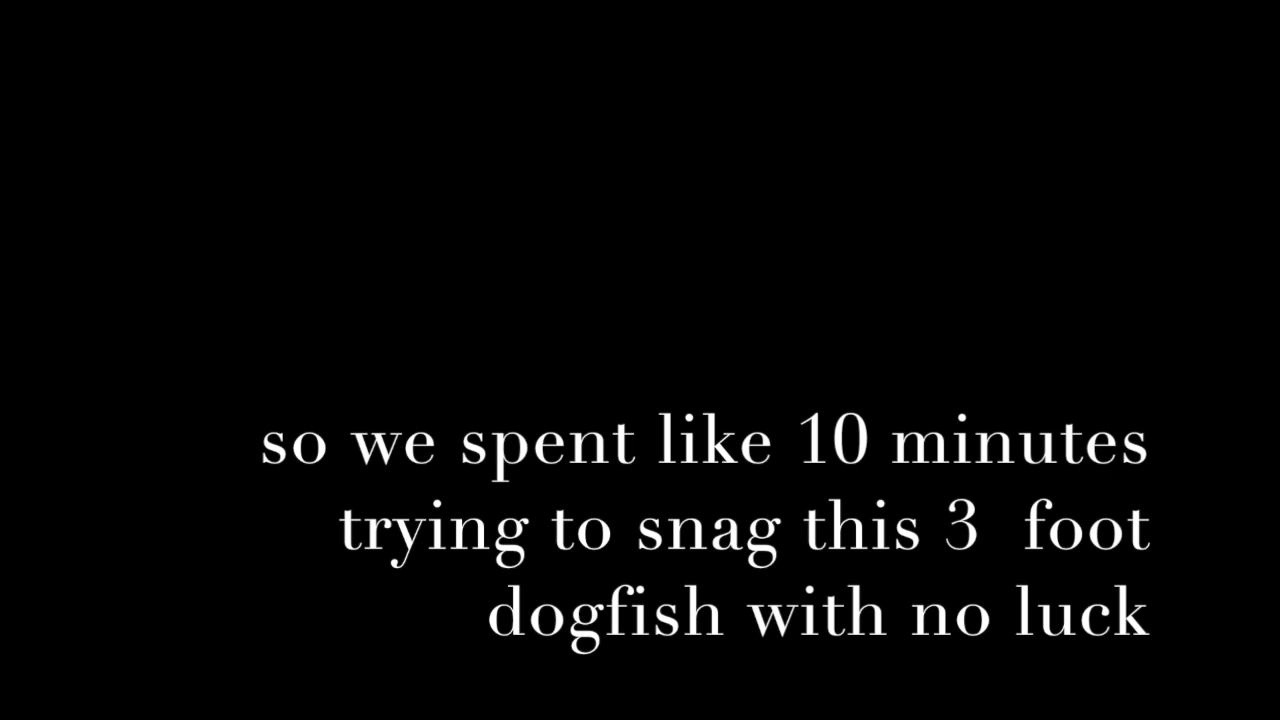 so we spent like 10 minutes
trying to snag this 3  foot
dogfish with no luck